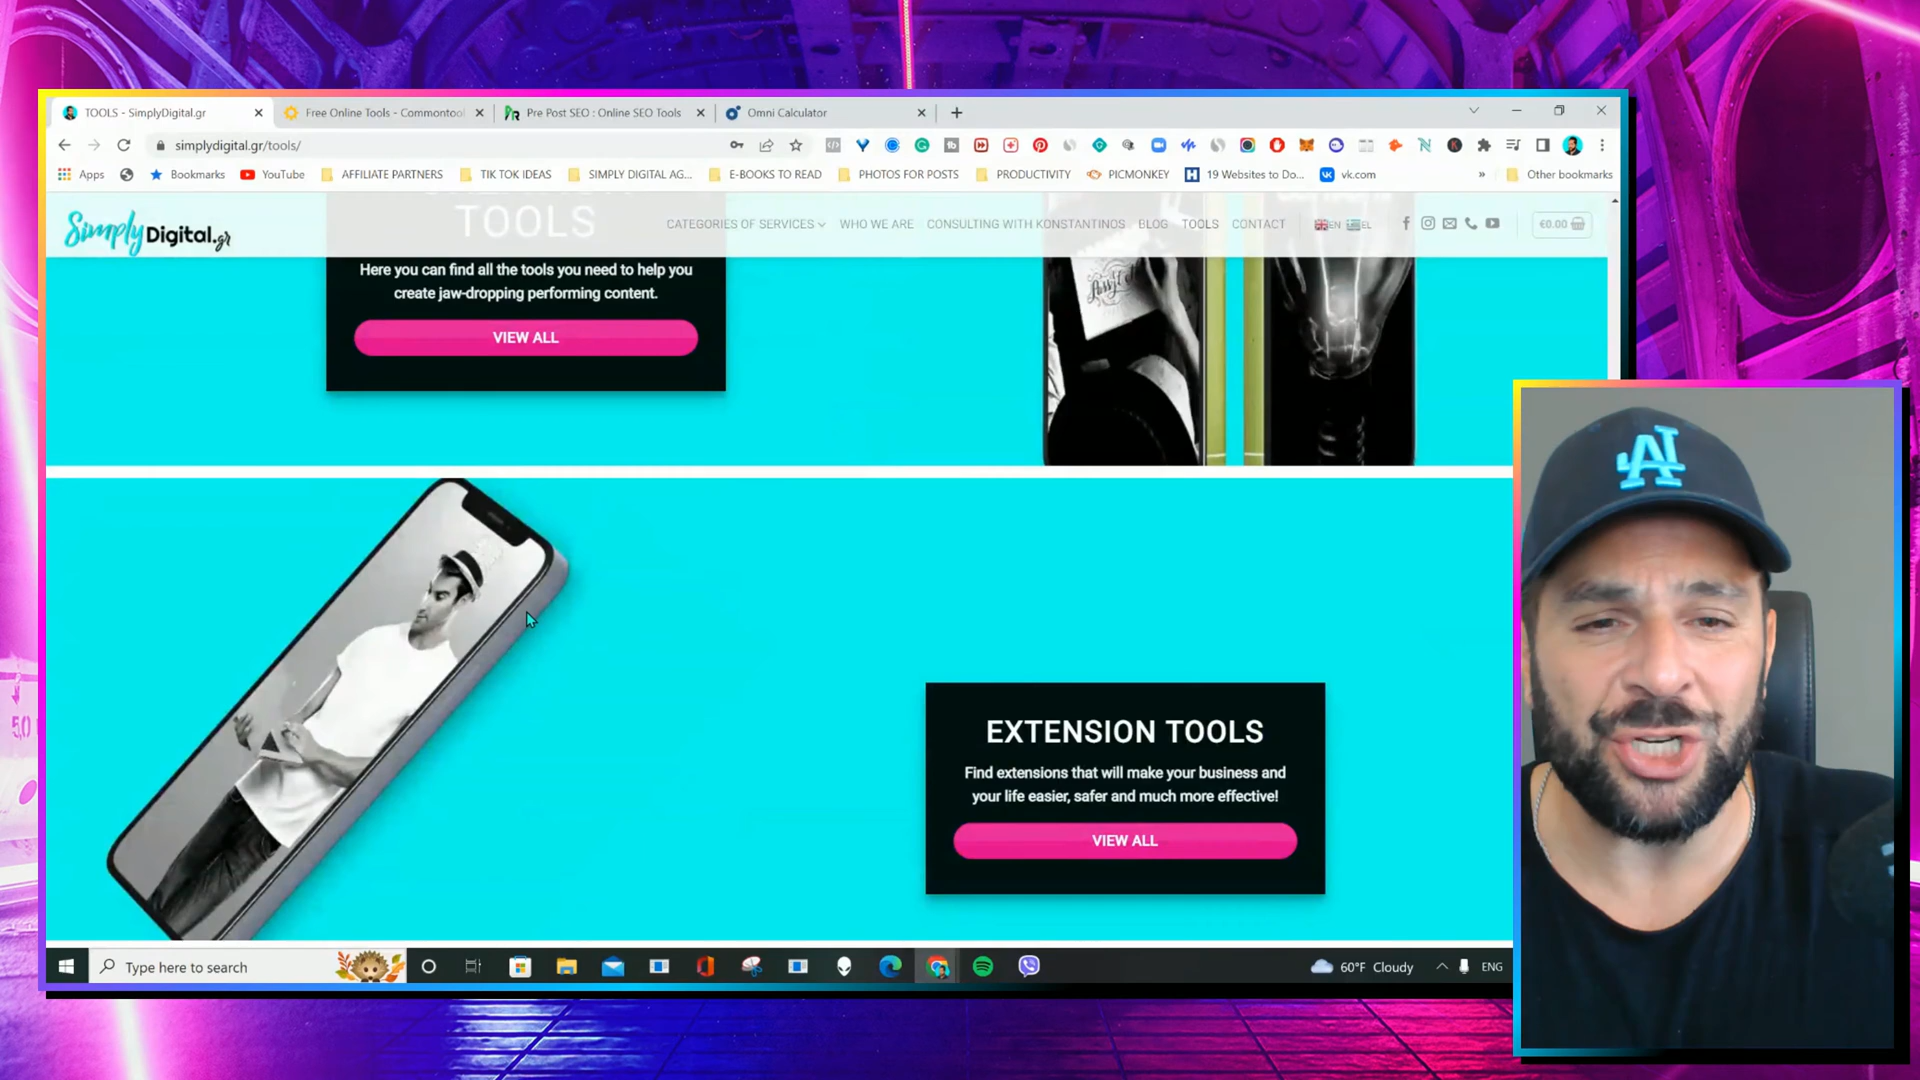 TOOLS - SimplyDigital.gr
Free Online Tools - Commontool
Pre Post SEO : Online SEO Tools
Omni Calculator
simplydigital.gr/tools/
Apps
Bookmarks
YouTube
AFFILIATE PARTNERS
TIK TOK IDEAS
SIMPLY DIGITAL AG...
E-BOOKS TO READ
PHOTOS FOR POSTS
PRODUCTIVITY
PICMONKEY
19 Websites to Do...
vk.com
»
Other bookmarks
SimplyDigital.gr
TOOLS
CATEGORIES OF SERVICES
WHO WE ARE
CONSULTING WITH KONSTANTINOS
BLOG
TOOLS
CONTACT
EN
EL
€0.00
Here you can find all the tools you need to help you
create jaw-dropping performing content.
VIEW ALL
EXTENSION TOOLS
Find extensions that will make your business and
your life easier, safer and much more effective!
VIEW ALL
Type here to search
60°F Cloudy
ENG